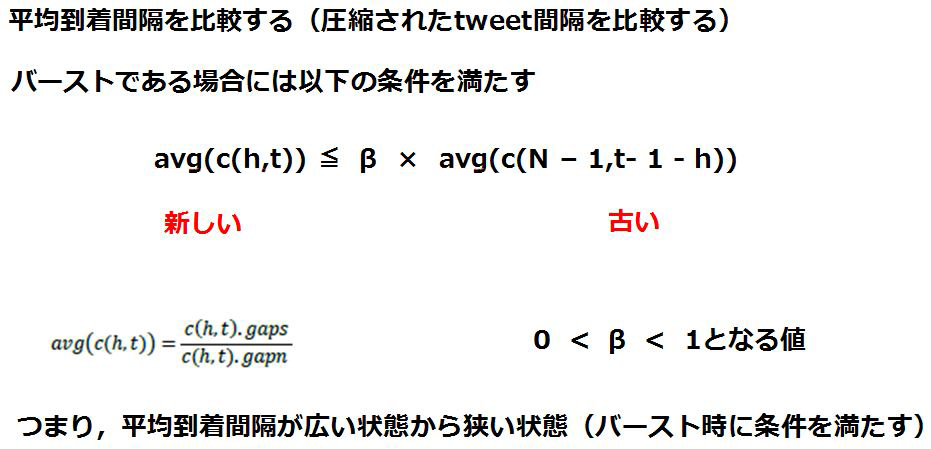 平均到着間隔を比較する（圧縮されたtweet間隔を比較する）
バーストである場合には以下の条件を満たす
avg(c(h,t)) ≦ β × avg(c(N – 1,t- 1 - h))
新しい 古い
avg(c(h,t)) = c(h,t).gaps / c(h,t).gapn 0 < β < 1となる値
つまり，平均到着間隔が広い状態から狭い状態（バースト時に条件を満たす）